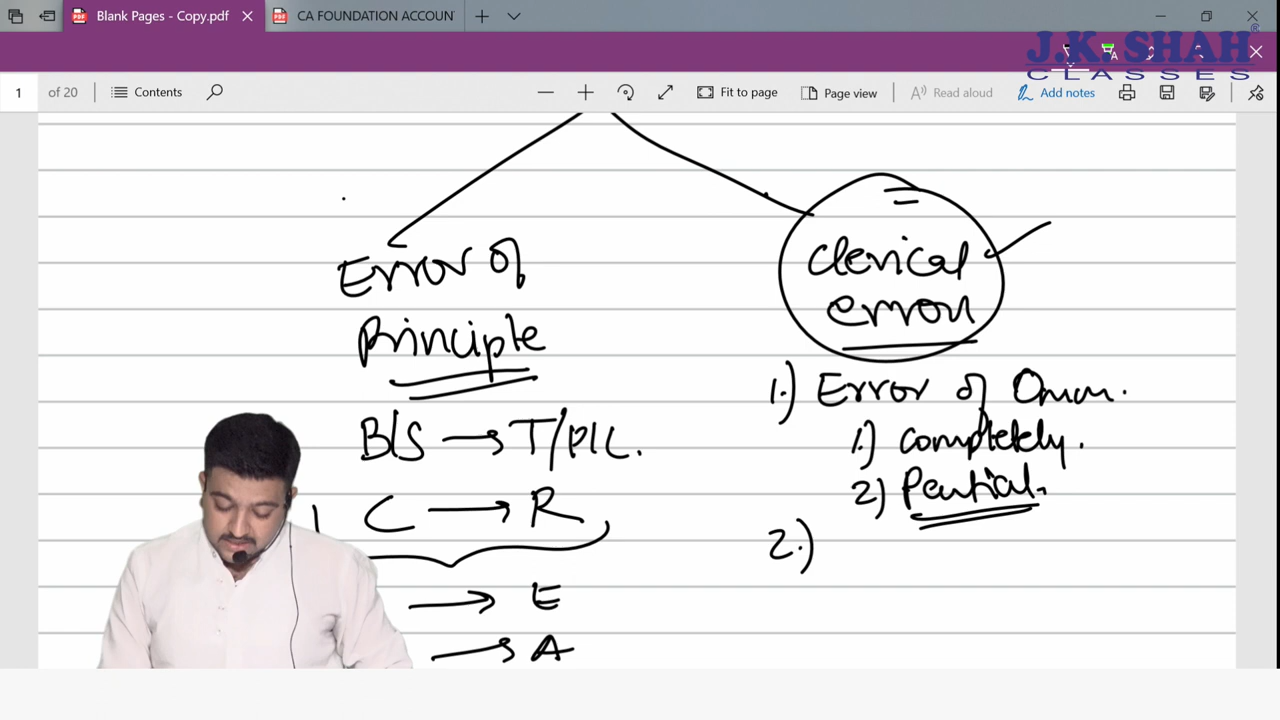 Blank Pages - Copy.pdf
CA FOUNDATION ACCOUN
J.K. SHAH®
CLASSES
1 of 20
Contents
Fit to page
Page view
Read aloud
Add notes
Error of
Principle
B/S → T/P/L.
C → R
→ E
→ A
Clerical
error
1.) Error of Omm.
1.) Completely.
2) Partial.
2.)